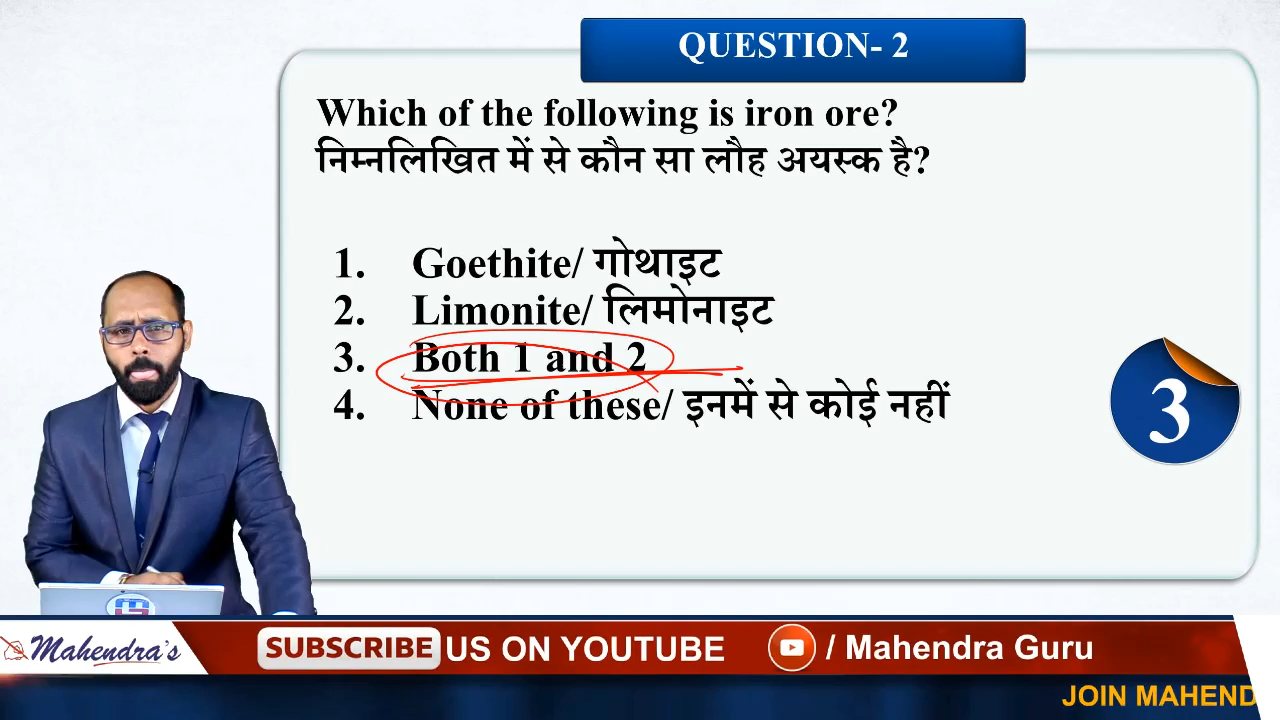 QUESTION- 2
Which of the following is iron ore?
निम्नलिखित में से कौन सा लौह अयस्क है?
1. Goethite/ गोथाइट
2. Limonite/ लिमोनाइट
3. Both 1 and 2
4. None of these/ इनमें से कोई नहीं
3
Mahendra's
SUBSCRIBE US ON YOUTUBE
/ Mahendra Guru
JOIN MAHEND